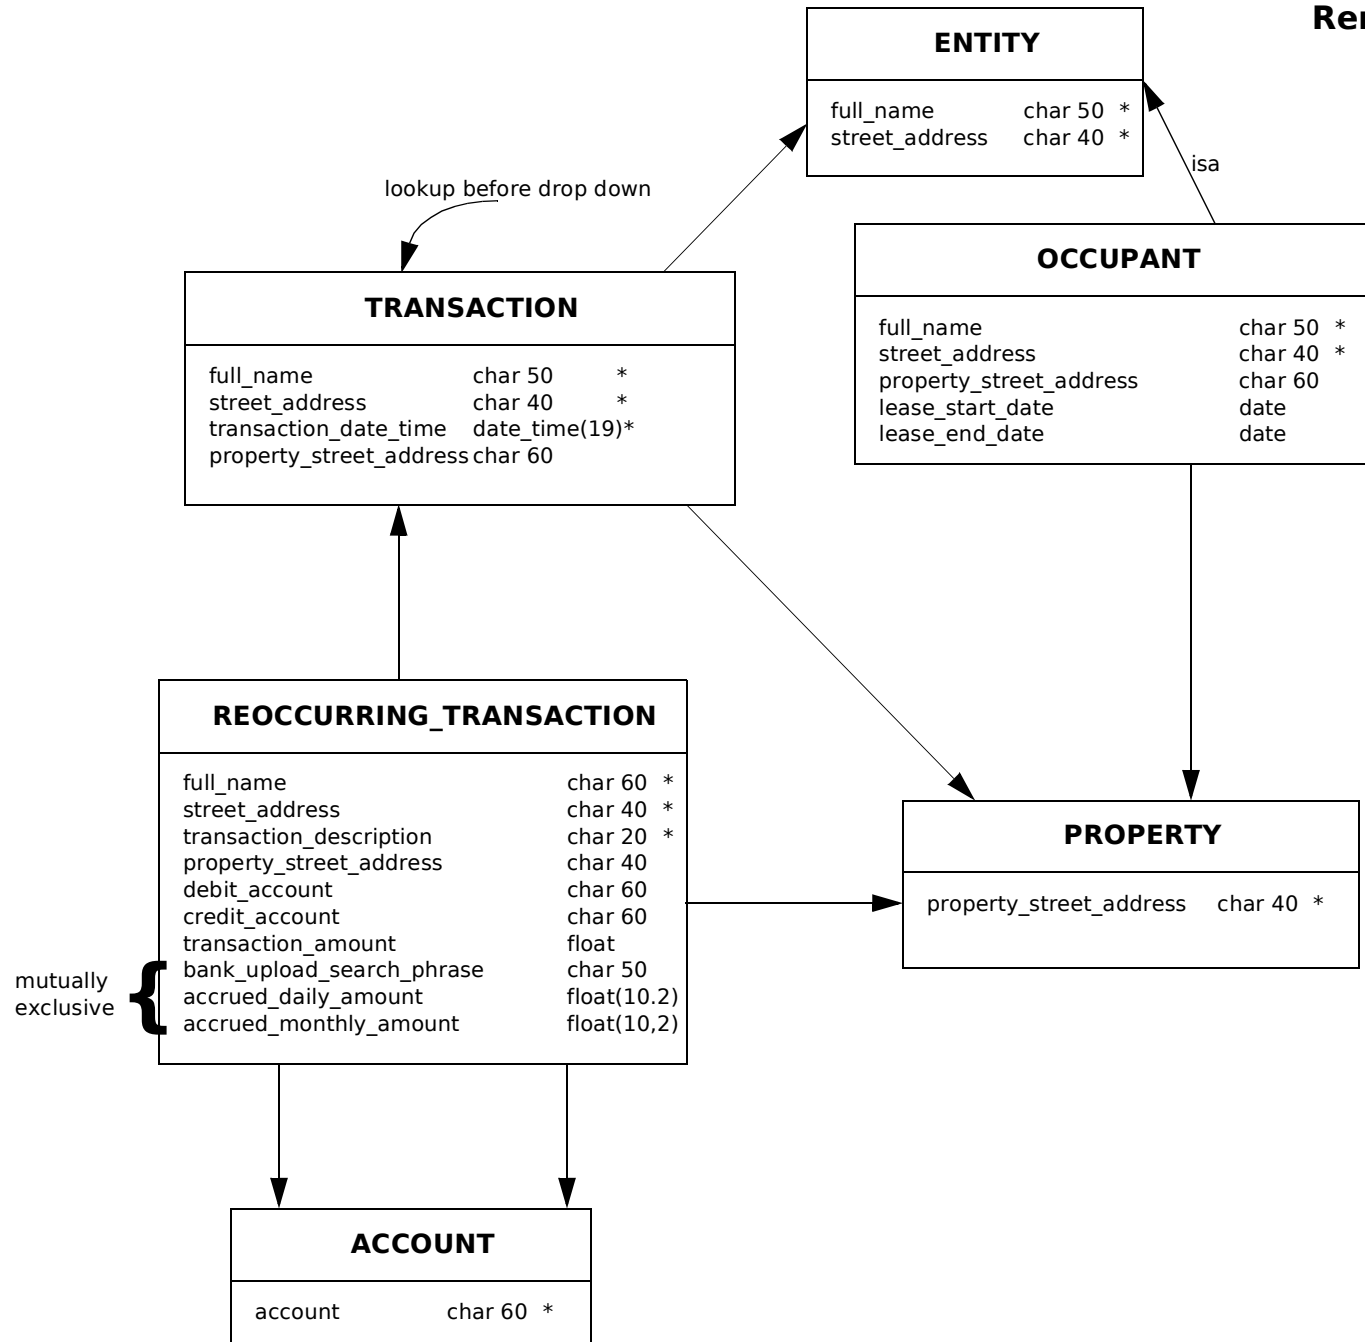 Ren
ENTITY
full_name char 50 *
street_address char 40 *
isa
lookup before drop down
OCCUPANT
full_name char 50 *
street_address char 40 *
property_street_address char 60
lease_start_date date
lease_end_date date
TRANSACTION
full_name char 50 *
street_address char 40 *
transaction_date_time date_time(19)*
property_street_address char 60
REOCCURRING_TRANSACTION
full_name char 60 *
street_address char 40 *
transaction_description char 20 *
property_street_address char 40
debit_account char 60
credit_account char 60
transaction_amount float
bank_upload_search_phrase char 50
accrued_daily_amount float(10.2)
accrued_monthly_amount float(10,2)
mutually
exclusive {
PROPERTY
property_street_address char 40 *
ACCOUNT
account char 60 *